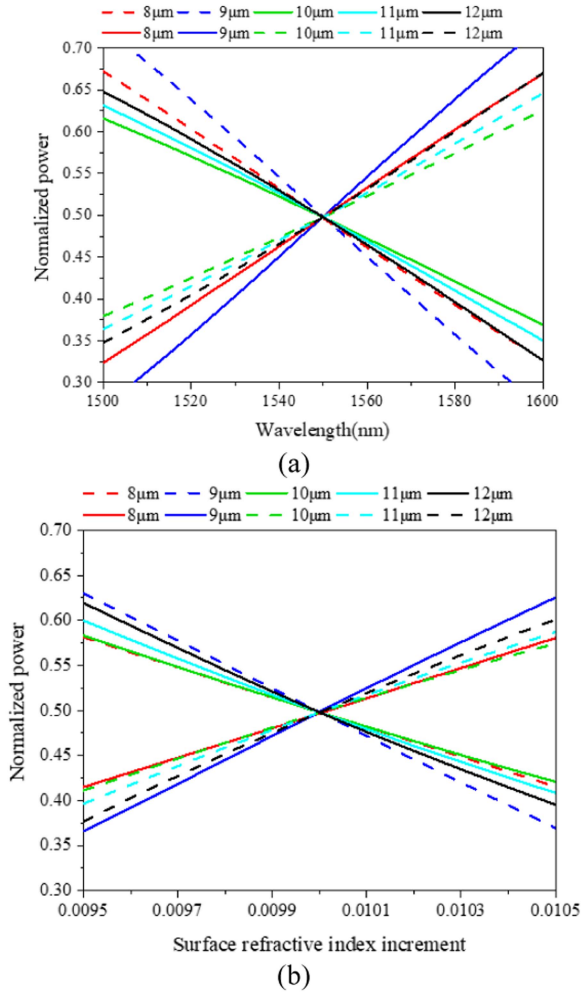 8μm 9μm 10μm 11μm 12μm
8μm 9μm 10μm 11μm 12μm
0.70
0.65
0.60
0.55
0.50
0.45
0.40
0.35
0.30
Normalized power
1500 1520 1540 1560 1580 1600
Wavelength(nm)
(a)
8μm 9μm 10μm 11μm 12μm
8μm 9μm 10μm 11μm 12μm
0.70
0.65
0.60
0.55
0.50
0.45
0.40
0.35
0.30
Normalized power
0.0095 0.0097 0.0099 0.0101 0.0103 0.0105
Surface refractive index increment
(b)